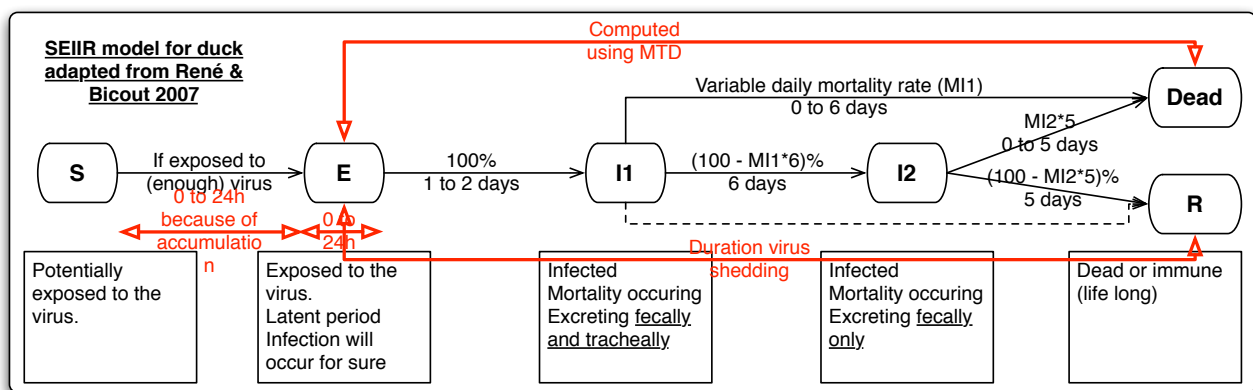 SEIIR model for duck
adapted from René &
Bicout 2007
Computed
using MTD
Variable daily mortality rate (MI1)
0 to 6 days
Dead
MI2*5
0 to 5 days
S
If exposed to
(enough) virus
E
100%
1 to 2 days
I1
(100 - MI1*6)%
6 days
I2
(100 - MI2*5)%
5 days
R
0 to 24h
because of
accumulatio
n
0 to
24h
Duration virus
shedding
Potentially
exposed to the
virus.
Exposed to the
virus.
Latent period
Infection will
occur for sure
Infected
Mortality occuring
Excreting fecally
and tracheally
Infected
Mortality occuring
Excreting fecally
only
Dead or immune
(life long)